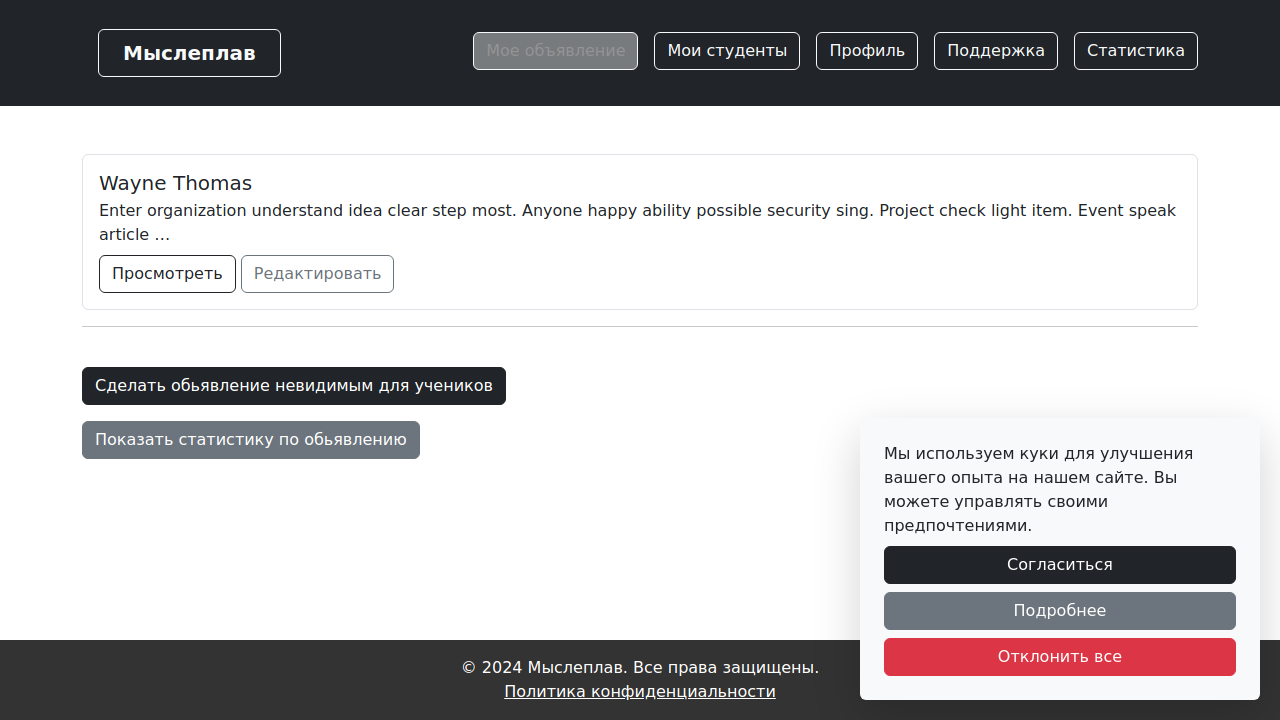 Мыслеплав
Мое объявление
Мои студенты
Профиль
Поддержка
Статистика
Wayne Thomas
Enter organization understand idea clear step most. Anyone happy ability possible security sing. Project check light item. Event speak
article …
Просмотреть
Редактировать
Сделать обьявление невидимым для учеников
Показать статистику по обьявлению
Мы используем куки для улучшения
вашего опыта на нашем сайте. Вы
можете управлять своими
предпочтениями.
Согласиться
Подробнее
Отклонить все
© 2024 Мыслеплав. Все права защищены.
Политика конфиденциальности